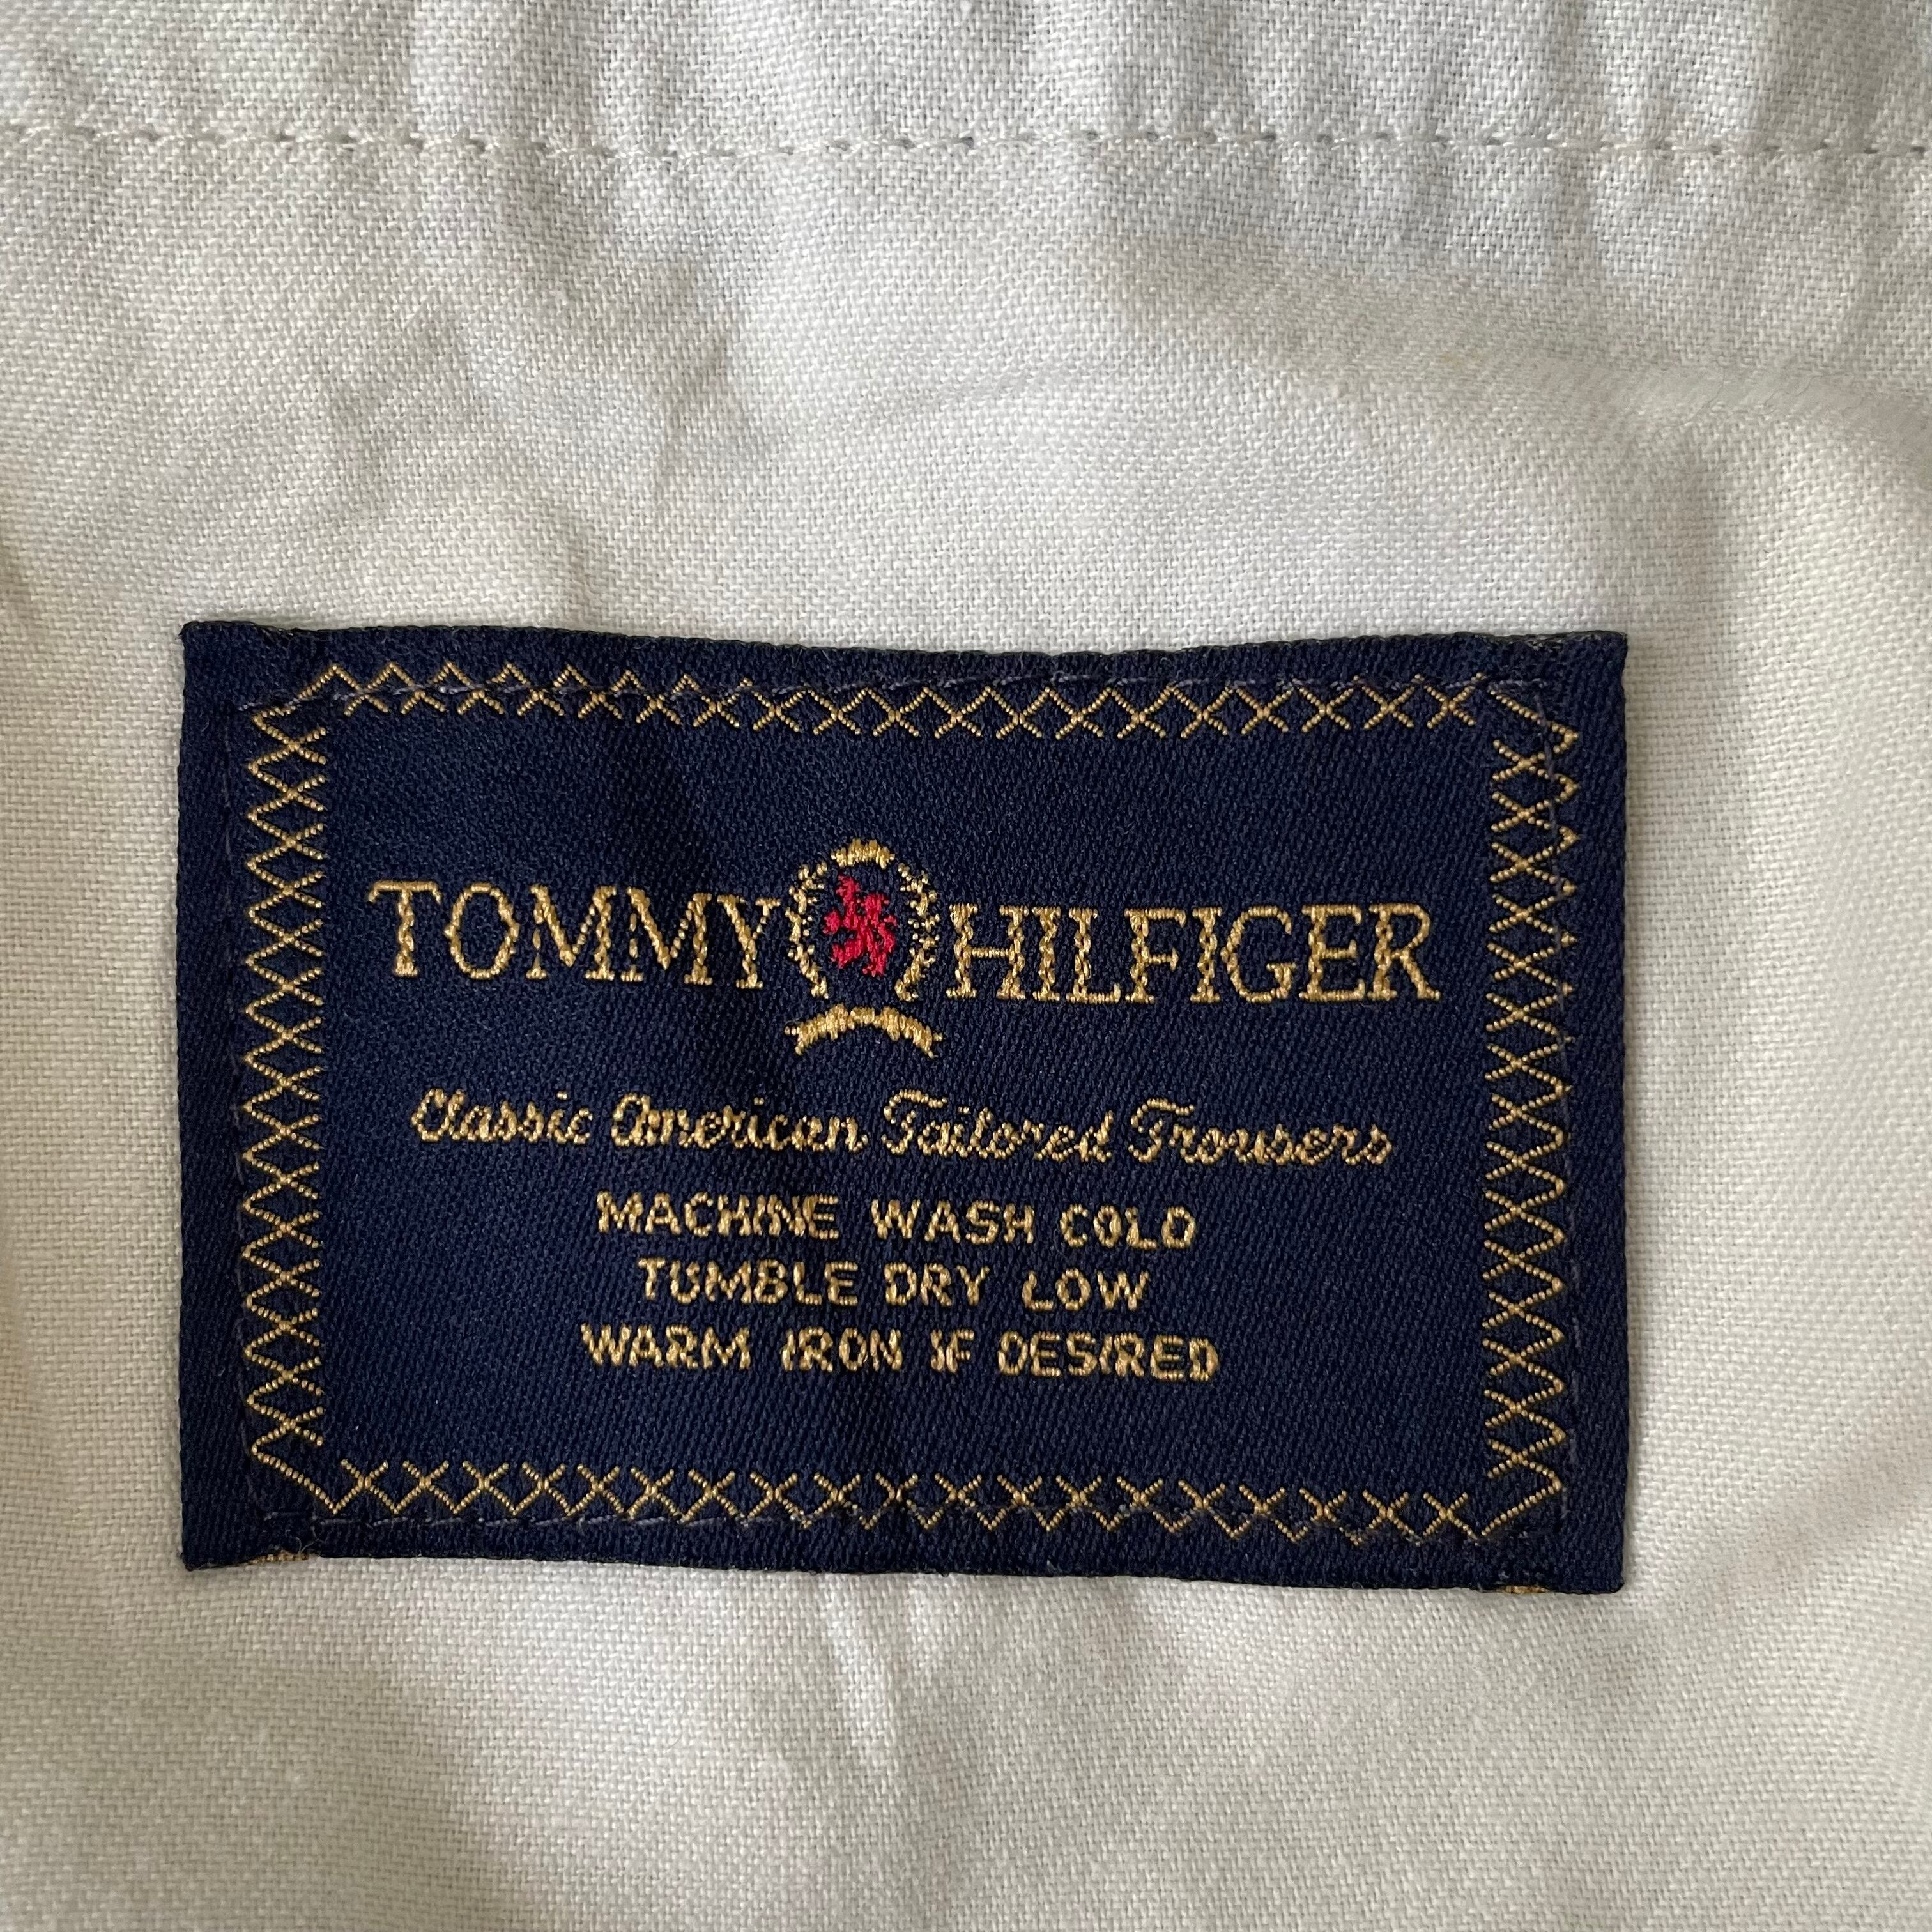 TOMMY HILFIGER
Classic American Tailored Trousers
MACHINE WASH COLD
TUMBLE DRY LOW
WARM IRON IF DESIRED